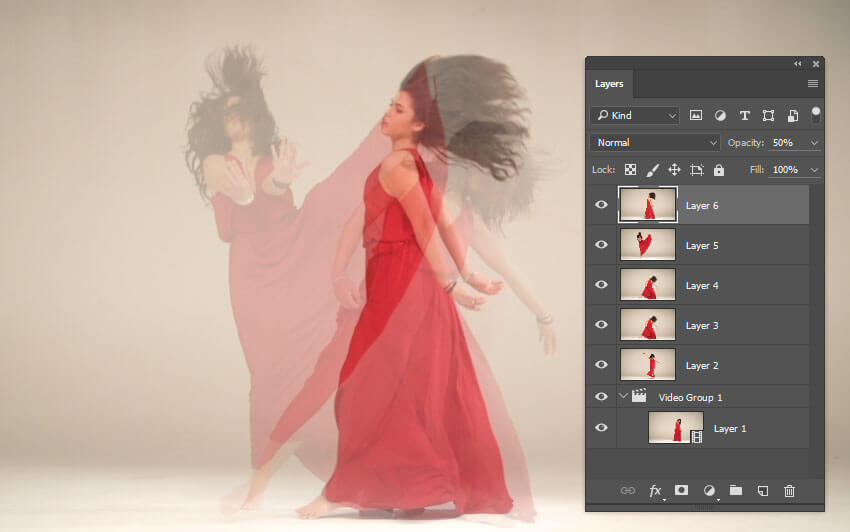 Layers
Kind
Normal Opacity: 50%
Lock: Fill: 100%
Layer 6
Layer 5
Layer 4
Layer 3
Layer 2
Video Group 1
Layer 1
fx